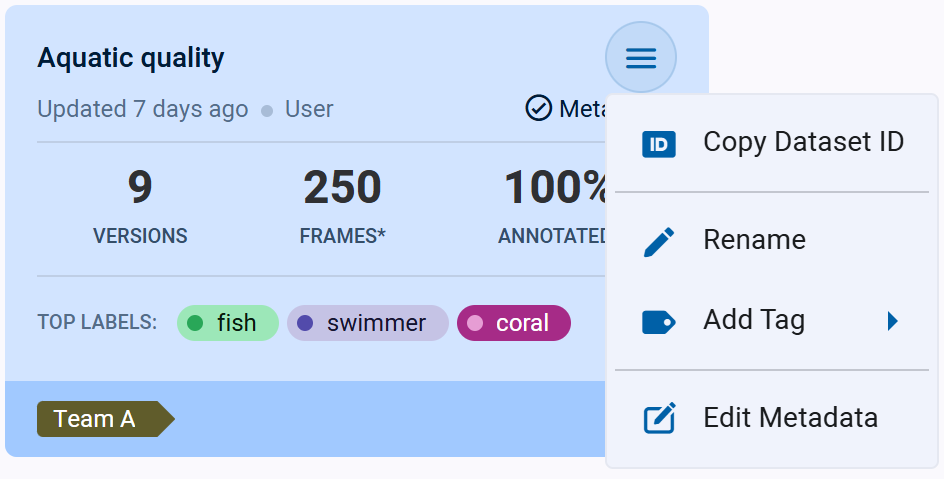 Aquatic quality
Updated 7 days ago User
Meta
9 250 100%
VERSIONS FRAMES* ANNOTATED
TOP LABELS: fish swimmer coral
Team A
ID Copy Dataset ID
Rename
Add Tag
Edit Metadata